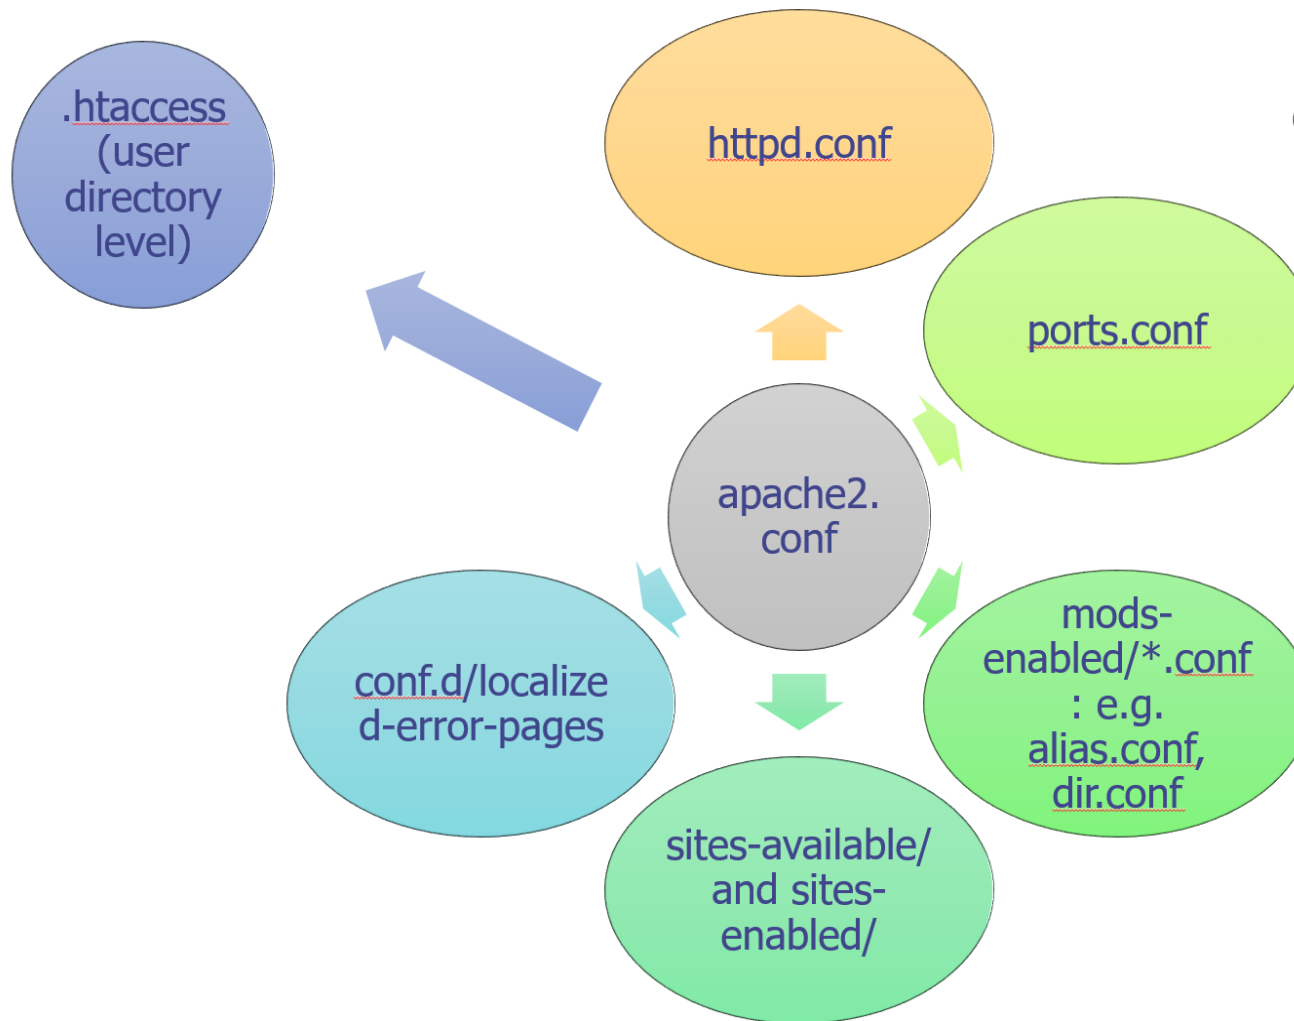 .htaccess
(user
directory
level)
httpd.conf
ports.conf
apache2.
conf
mods-
enabled/*.conf
: e.g.
alias.conf,
dir.conf
conf.d/localize
d-error-pages
sites-available/
and sites-
enabled/